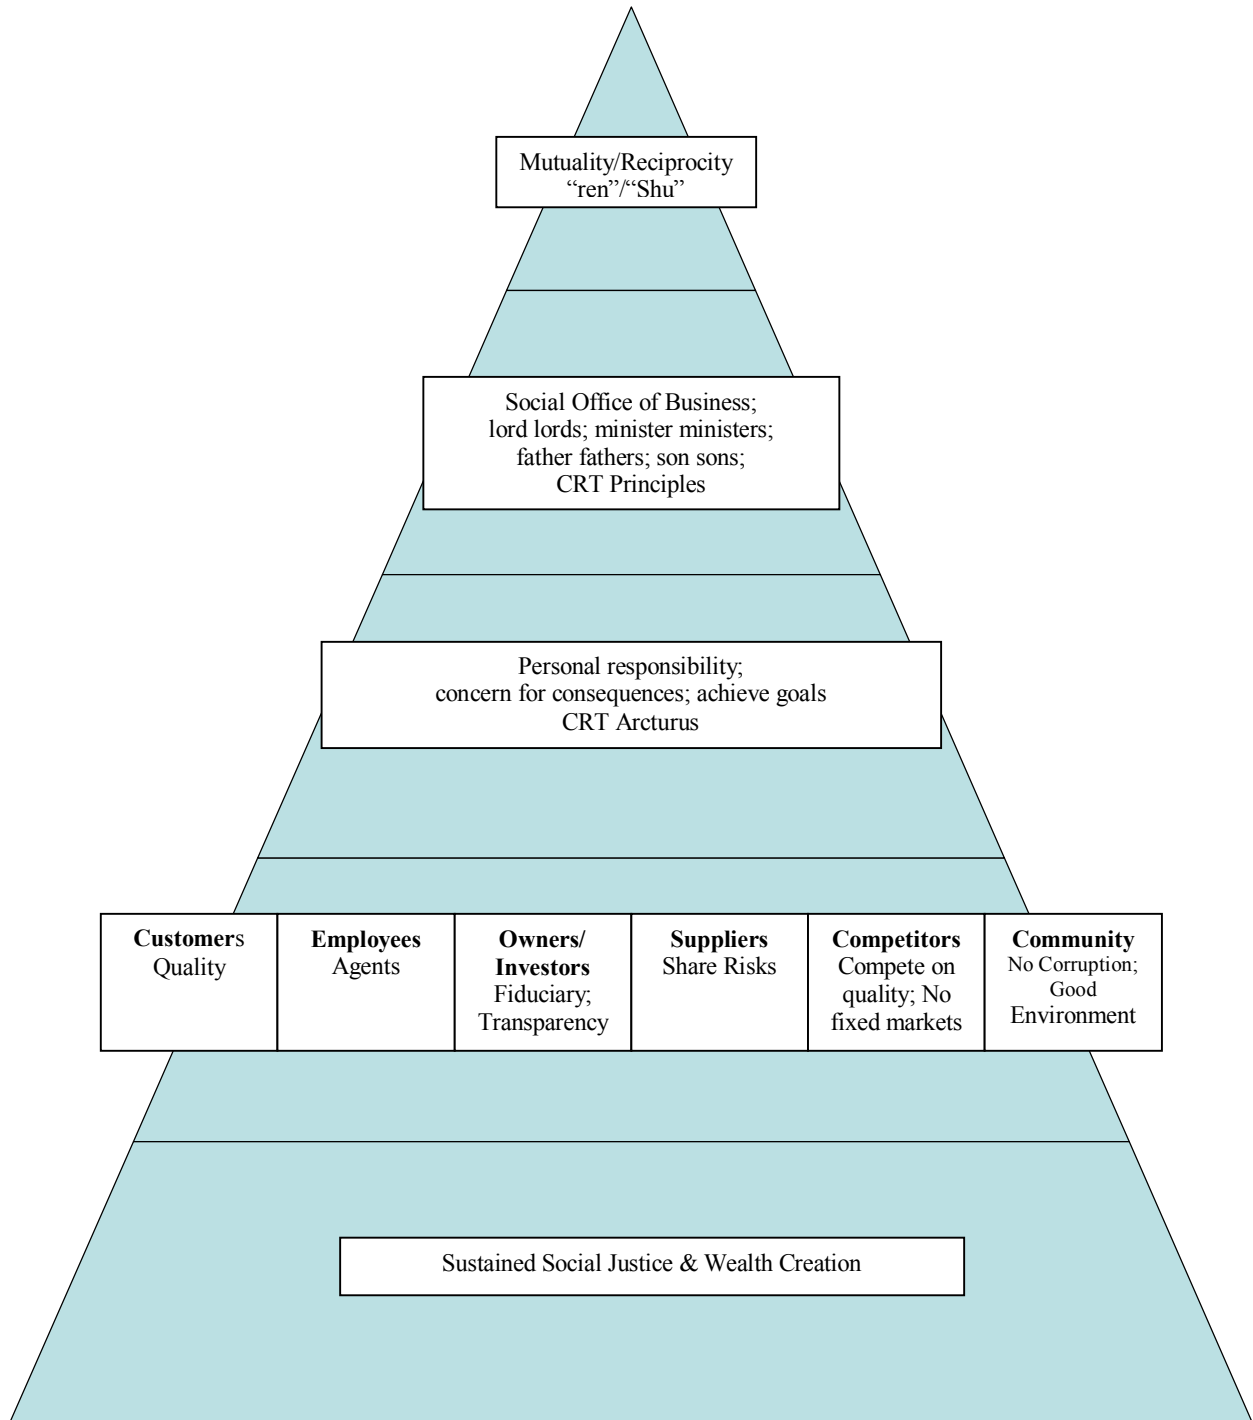 Mutuality/Reciprocity
“ren”/“Shu”
Social Office of Business;
lord lords; minister ministers;
father fathers; son sons;
CRT Principles
Personal responsibility;
concern for consequences; achieve goals
CRT Arcturus
Customers
Quality
Employees
Agents
Owners/
Investors
Fiduciary;
Transparency
Suppliers
Share Risks
Competitors
Compete on
quality; No
fixed markets
Community
No Corruption;
Good
Environment
Sustained Social Justice & Wealth Creation